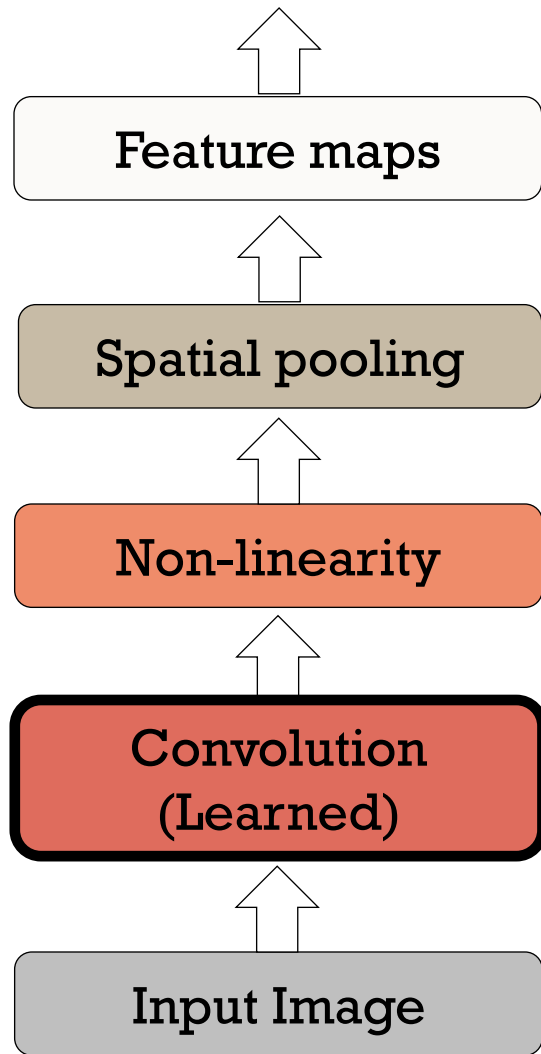 Feature maps
Spatial pooling
Non-linearity
Convolution
(Learned)
Input Image